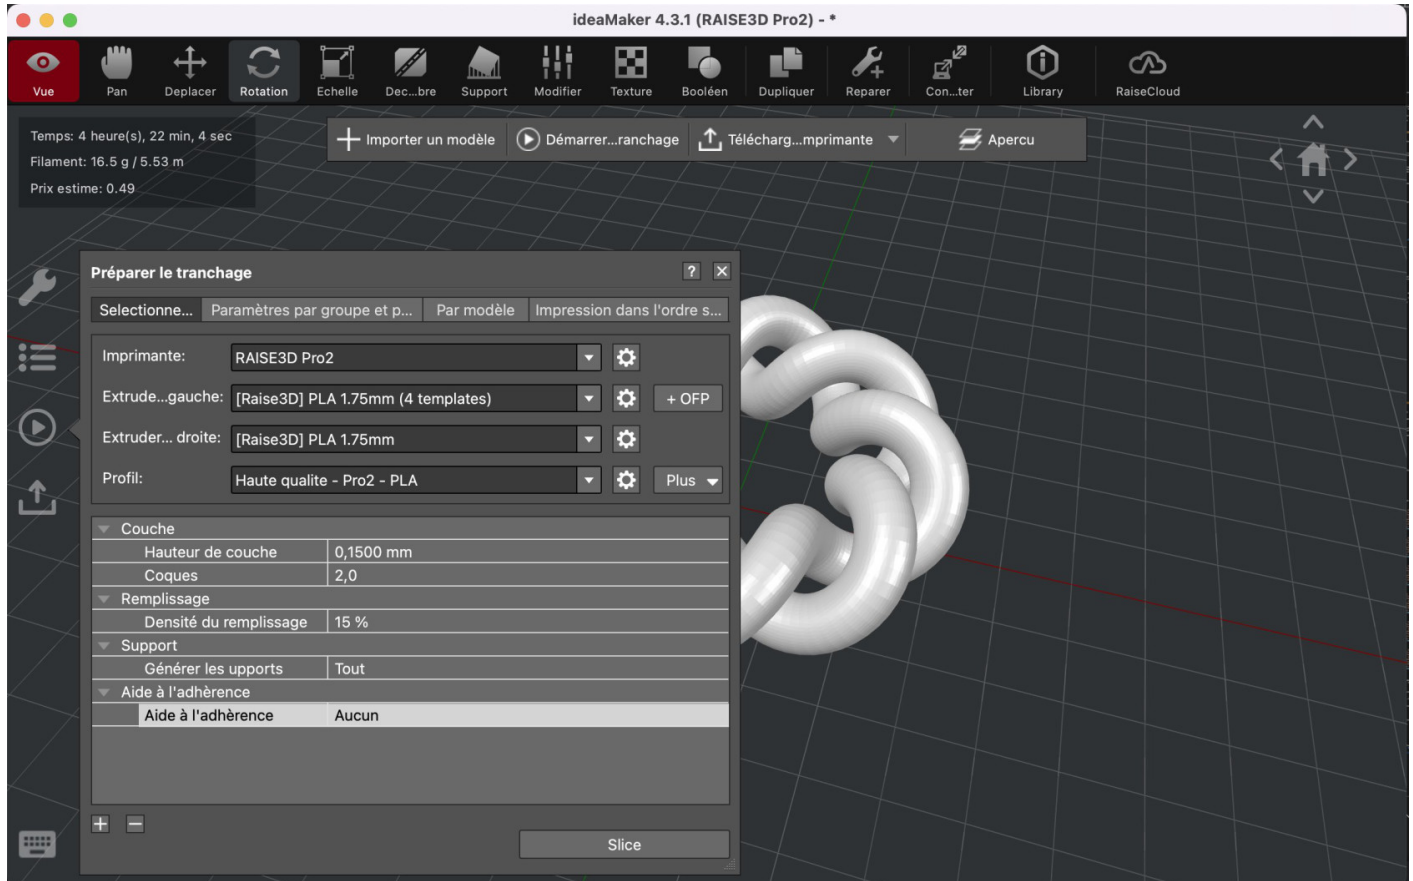 ideaMaker 4.3.1 (RAISE3D Pro2) - *
Vue Pan Deplacer Rotation Echelle Dec...bre Support Modifier Texture Booléen Dupliquer Reparer Con...ter Library RaiseCloud
Temps: 4 heure(s), 22 min, 4 sec
Filament: 16.5 g / 5.53 m
Prix estime: 0.49
Importer un modèle Démarrer...ranchage Télécharg...mprimante Apercu
Préparer le tranchage ?
Selectionne... Paramètres par groupe et p... Par modèle Impression dans l'ordre s...
Imprimante: RAISE3D Pro2
Extrude...gauche: [Raise3D] PLA 1.75mm (4 templates) + OFP
Extruder... droite: [Raise3D] PLA 1.75mm
Profil: Haute qualite - Pro2 - PLA Plus
Couche
Hauteur de couche 0,1500 mm
Coques 2,0
Remplissage
Densité du remplissage 15 %
Support
Générer les upports Tout
Aide à l'adhèrence
Aide à l'adhèrence Aucun
Slice